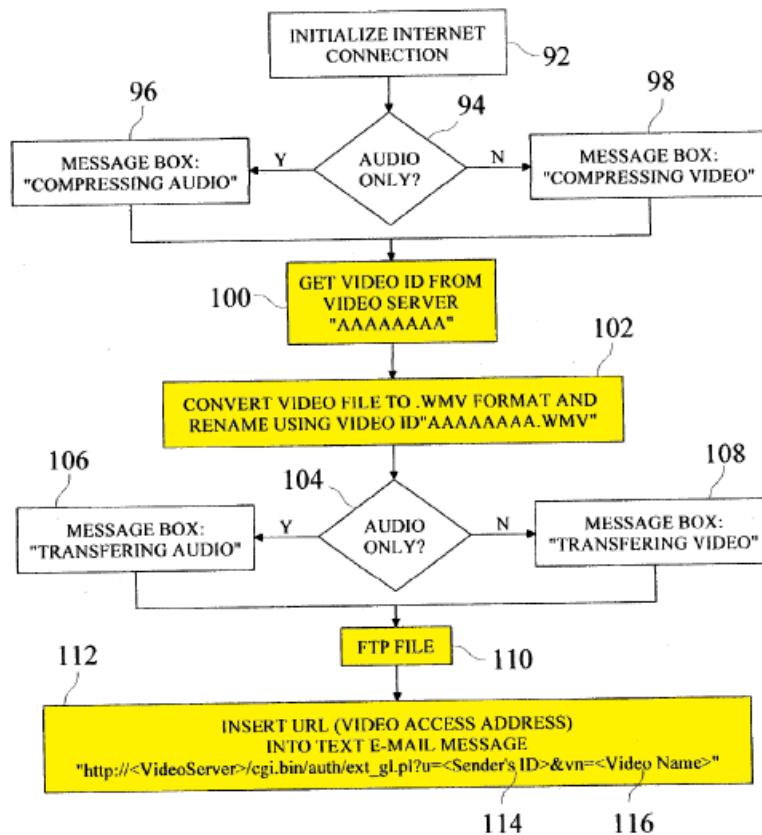 INITIALIZE INTERNET
CONNECTION
92
96
94
98
MESSAGE BOX:
"COMPRESSING AUDIO"
Y
AUDIO
ONLY?
N
MESSAGE BOX:
"COMPRESSING VIDEO"
100
GET VIDEO ID FROM
VIDEO SERVER
"AAAAAAAA"
102
CONVERT VIDEO FILE TO .WMV FORMAT AND
RENAME USING VIDEO ID"AAAAAAAA.WMV"
106
104
108
MESSAGE BOX:
"TRANSFERING AUDIO"
Y
AUDIO
ONLY?
N
MESSAGE BOX:
"TRANSFERING VIDEO"
FTP FILE
110
112
INSERT URL (VIDEO ACCESS ADDRESS)
INTO TEXT E-MAIL MESSAGE
"http://<VideoServer>/cgi.bin/auth/ext_gl.pl?u=<Sender's ID>&vn=<Video Name>"
114
116